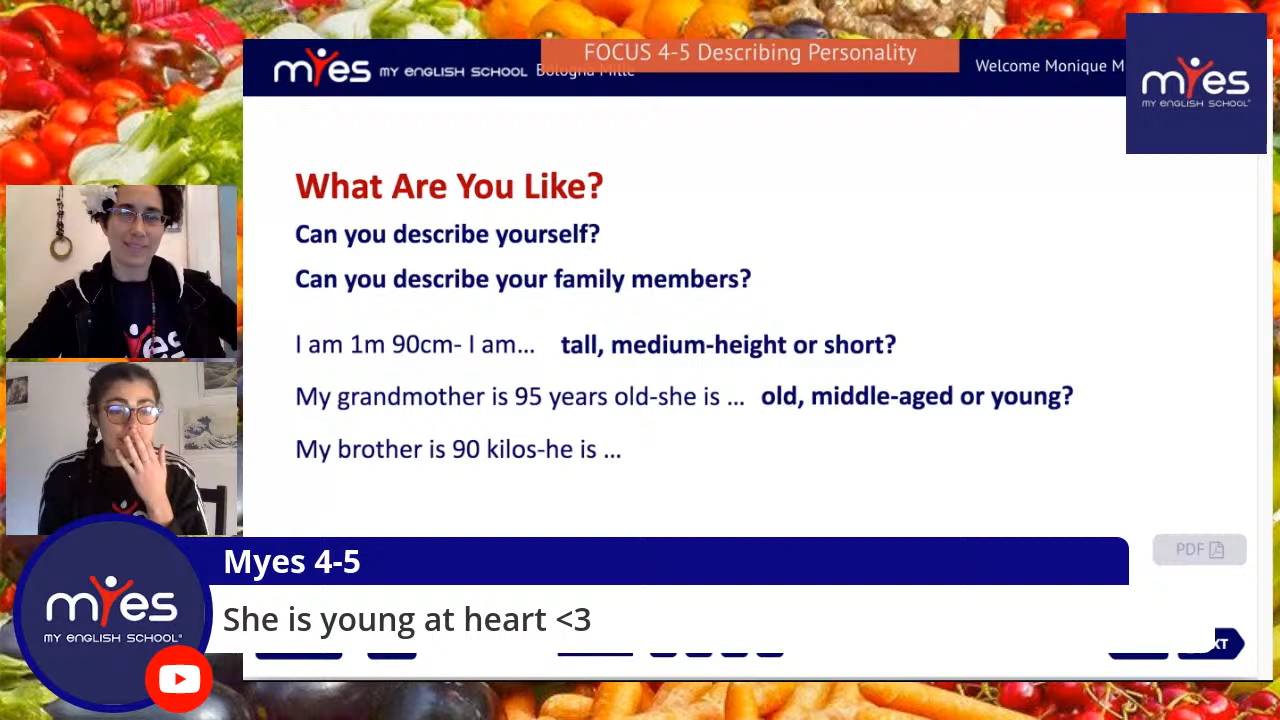 FOCUS 4-5 Describing Personality
myes MY ENGLISH SCHOOL Bologna Mille
Welcome Monique M
myes
MY ENGLISH SCHOOL
What Are You Like?
Can you describe yourself?
Can you describe your family members?
I am 1m 90cm- I am... tall, medium-height or short?
My grandmother is 95 years old-she is ... old, middle-aged or young?
My brother is 90 kilos-he is ...
PDF
Myes 4-5
She is young at heart <3
myes
MY ENGLISH SCHOOL